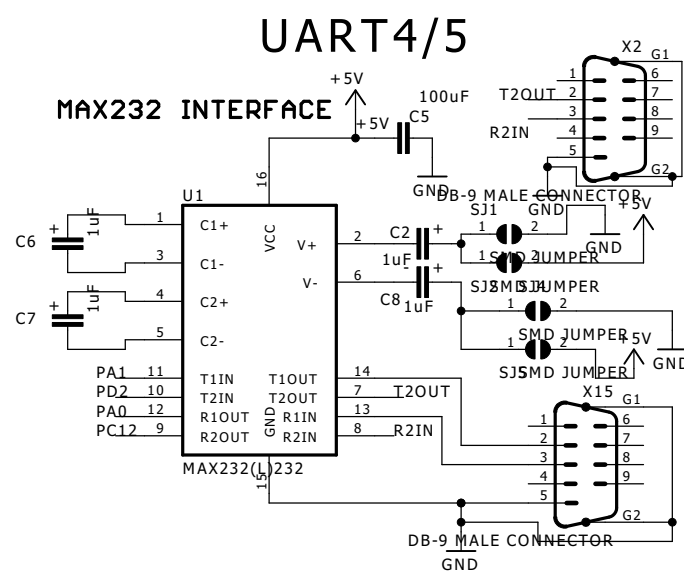 UART4/5
MAX232 INTERFACE
+5V
+5V
100uF
C5
GND
X2
G1
1
6
T2OUT
2
7
3
8
R2IN
4
9
5
G2
DB-9 MALE CONNECTOR
GND
16
U1
VCC
C6
+
1uF
1
C1+
3
C1-
C7
+
1uF
4
C2+
5
C2-
V+
2
C2
+
1uF
V-
6
C8
+
1uF
SJ1
1
2
GND
+5V
SMD JUMPER
SJ2
1
2
SMD JUMPER
SJ4
1
2
SMD JUMPER
GND
SJ5
1
2
SMD JUMPER
+5V
PA1
11
T1IN
T1OUT
14
PD2
10
T2IN
T2OUT
7
T2OUT
PA0
12
R1OUT
R1IN
13
PC12
9
R2OUT
R2IN
8
R2IN
GND
MAX232(L)232
15
X15
G1
1
6
2
7
3
8
4
9
5
G2
DB-9 MALE CONNECTOR
GND